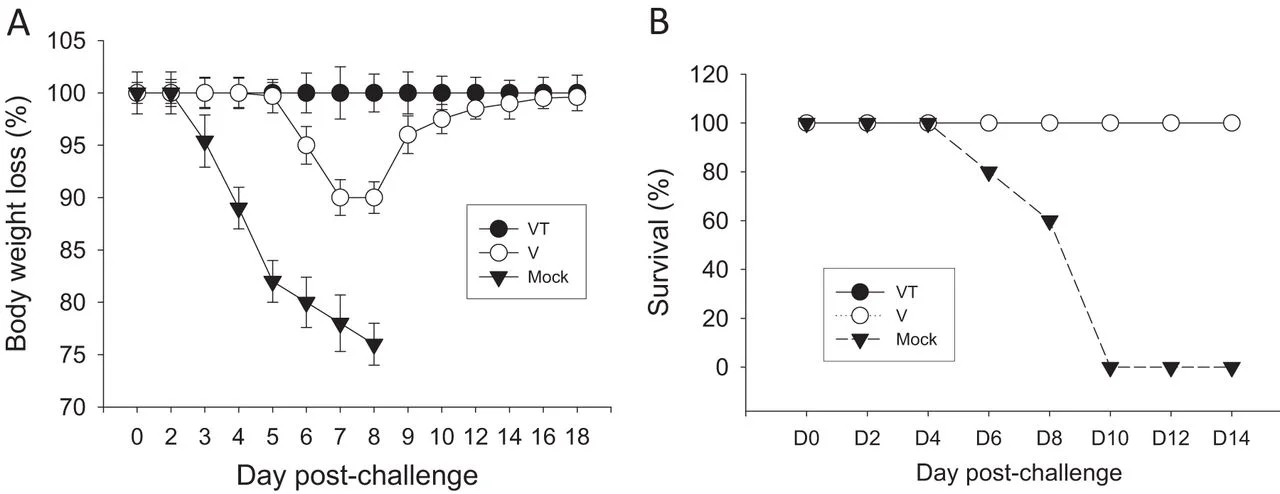 A
105
100
95
90
85
80
75
70
Body weight loss (%)
VT
V
Mock
0 2 3 4 5 6 7 8 9 10 12 14 16 18
Day post-challenge
B
120
100
80
60
40
20
0
Survival (%)
VT
V
Mock
D0 D2 D4 D6 D8 D10 D12 D14
Day post-challenge